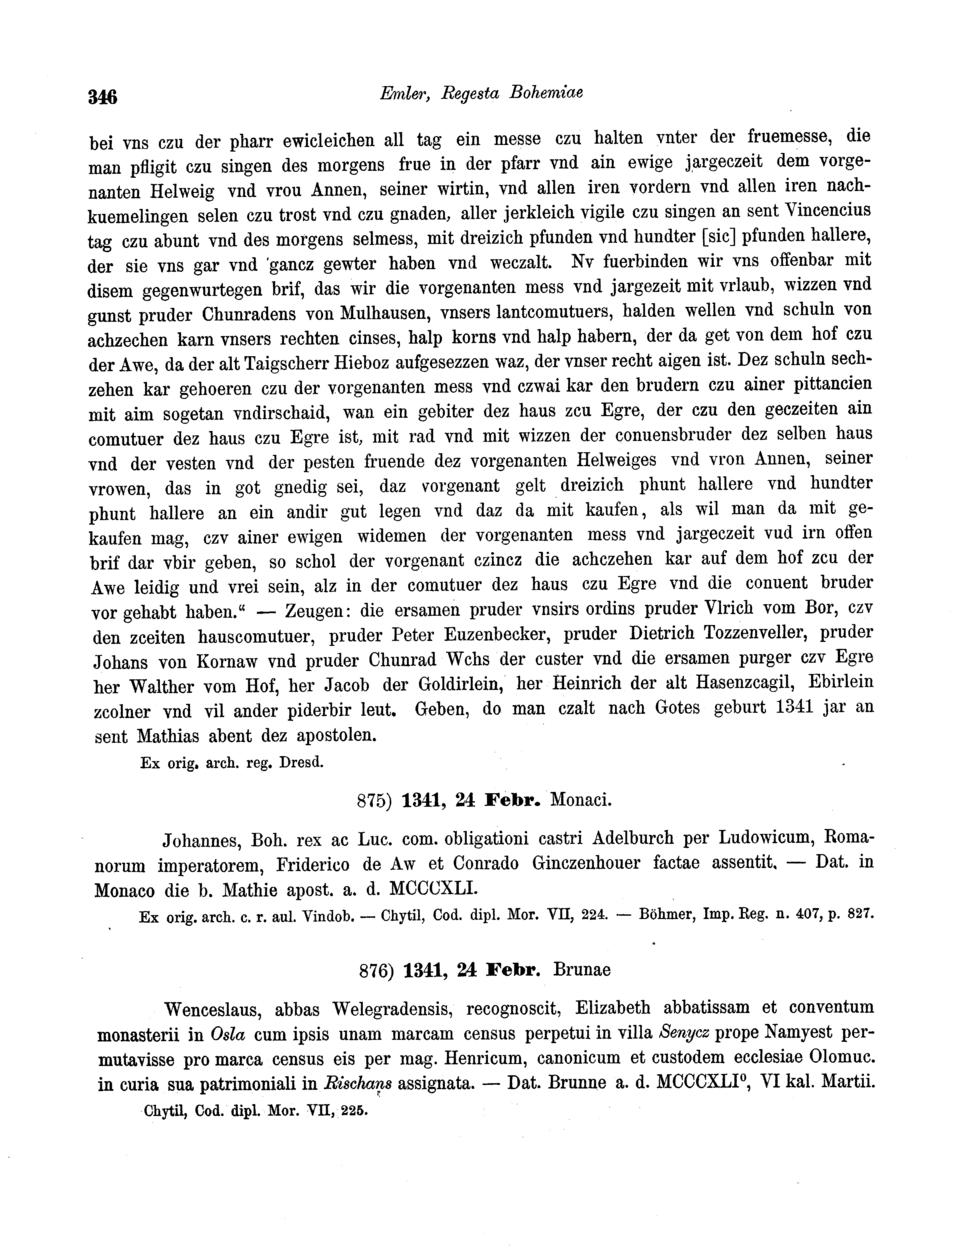 346
Emler, Regesta Bohemiae
bei vns czu der pharr ewicleichen all tag ein messe czu halten vnter der fruemesse, die
man pfligit czu singen des morgens frue in der pfarr vnd ain ewige jargeczeit dem vorge-
nanten Helweig vnd vrou Annen, seiner wirtin, vnd allen iren vordern vnd allen iren nach-
kuemelingen selen czu trost vnd czu gnaden, aller jerkleich vigile czu singen an sent Vincencius
tag czu abunt vnd des morgens selmess, mit dreizich pfunden vnd hundter [sic] pfunden hallere,
der sie vns gar vnd gancz gewter haben vnd weczalt. Nv fuerbinden wir vns offenbar mit
disem gegenwurtegen brif, das wir die vorgenanten mess vnd jargezeit mit vrlaub, wizzen vnd
gunst pruder Chunradens von Mulhausen, vnsers lantcomutuers, halden wellen vnd schuln von
achzechen karn vnsers rechten cinses, halp korns vnd halp habern, der da get von dem hof czu
der Awe, da der alt Taigscherr Hieboz aufgesezzen waz, der vnser recht aigen ist. Dez schuln sech-
zehen kar gehoeren czu der vorgenanten mess vnd czwai kar den brudern czu ainer pittancien
mit aim sogetan vndirschaid, wan ein gebiter dez haus zcu Egre, der czu den geczeiten ain
comutuer dez haus czu Egre ist, mit rad vnd mit wizzen der conuensbruder dez selben haus
vnd der vesten vnd der pesten fruende dez vorgenanten Helweiges vnd vron Annen, seiner
vrowen, das in got gnedig sei, daz vorgenant gelt dreizich phunt hallere vnd hundter
phunt hallere an ein andir gut legen vnd daz da mit kaufen, als wil man da mit ge-
kaufen mag, czv ainer ewigen widemen der vorgenanten mess vnd jargeczeit vud irn offen
brif dar vbir geben, so schol der vorgenant czincz die achczehen kar auf dem hof zcu der
Awe leidig und vrei sein, alz in der comutuer dez haus czu Egre vnd die conuent bruder
vor gehabt haben.“ — Zeugen: die ersamen pruder vnsirs ordins pruder Vlrich vom Bor, czv
den zceiten hauscomutuer, pruder Peter Euzenbecker, pruder Dietrich Tozzenveller, pruder
Johans von Kornaw vnd pruder Chunrad Wchs der custer vnd die ersamen purger czv Egre
her Walther vom Hof, her Jacob der Goldirlein, her Heinrich der alt Hasenzcagil, Ebirlein
zcolner vnd vil ander piderbir leut. Geben, do man czalt nach Gotes geburt 1341 jar an
sent Mathias abent dez apostolen.
Ex orig. arch. reg. Dresd.
875) 1341, 24 Febr. Monaci.
Johannes, Boh. rex ac Luc. com. obligationi castri Adelburch per Ludowicum, Roma-
norum imperatorem, Friderico de Aw et Conrado Ginczenhouer factae assentit. — Dat. in
Monaco die b. Mathie apost. a. d. MCCCXLI.
Ex orig. arch. c. r. aul. Vindob. — Chytil, Cod. dipl. Mor. VII, 224. — Böhmer, Imp. Reg. n. 407, p. 827.
876) 1341, 24 Febr. Brunae
Wenceslaus, abbas Welegradensis, recognoscit, Elizabeth abbatissam et conventum
monasterii in Osla cum ipsis unam marcam census perpetui in villa Senycz prope Namyest per-
mutavisse pro marca census eis per mag. Henricum, canonicum et custodem ecclesiae Olomuc.
in curia sua patrimoniali in Rischans assignata. — Dat. Brunne a. d. MCCCXLI⁰, VI kal. Martii.
Chytil, Cod. dipl. Mor. VII, 225.